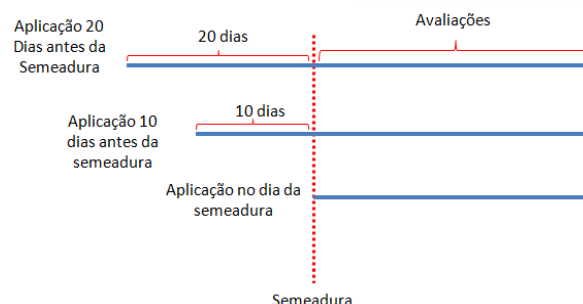 Aplicação 20
Dias antes da
Semeadura
20 dias
Avaliações
Aplicação 10
dias antes da
semeadura
10 dias
Aplicação no dia da
semeadura
Semeadura